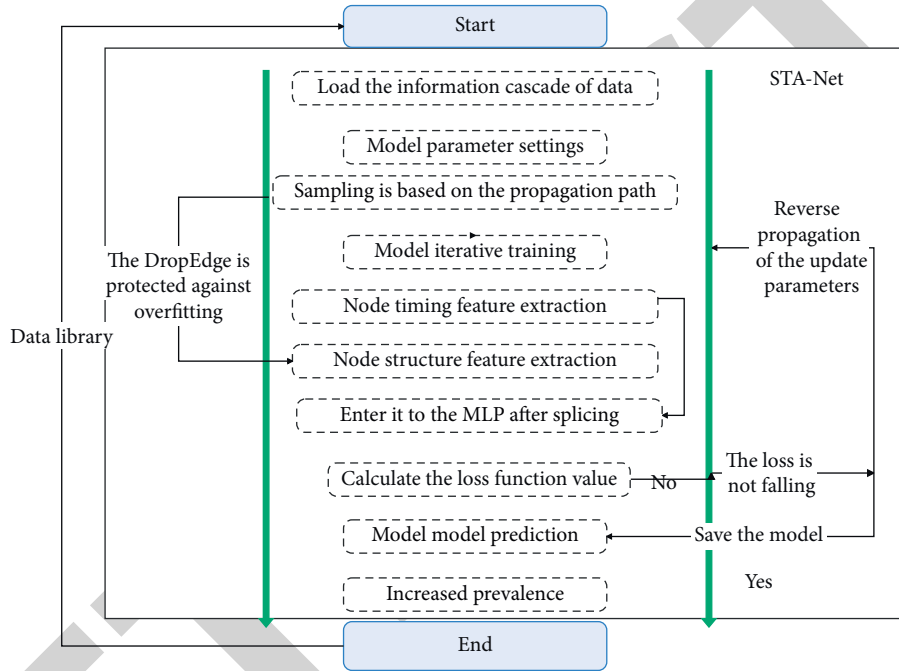 Start
STA-Net
Load the information cascade of data
Model parameter settings
Sampling is based on the propagation path
Reverse
propagation
of the update
parameters
Model iterative training
The DropEdge is
protected against
overfitting
Node timing feature extraction
Data library
Node structure feature extraction
Enter it to the MLP after splicing
Calculate the loss function value
No
The loss is
not falling
Model model prediction
Save the model
Yes
Increased prevalence
End